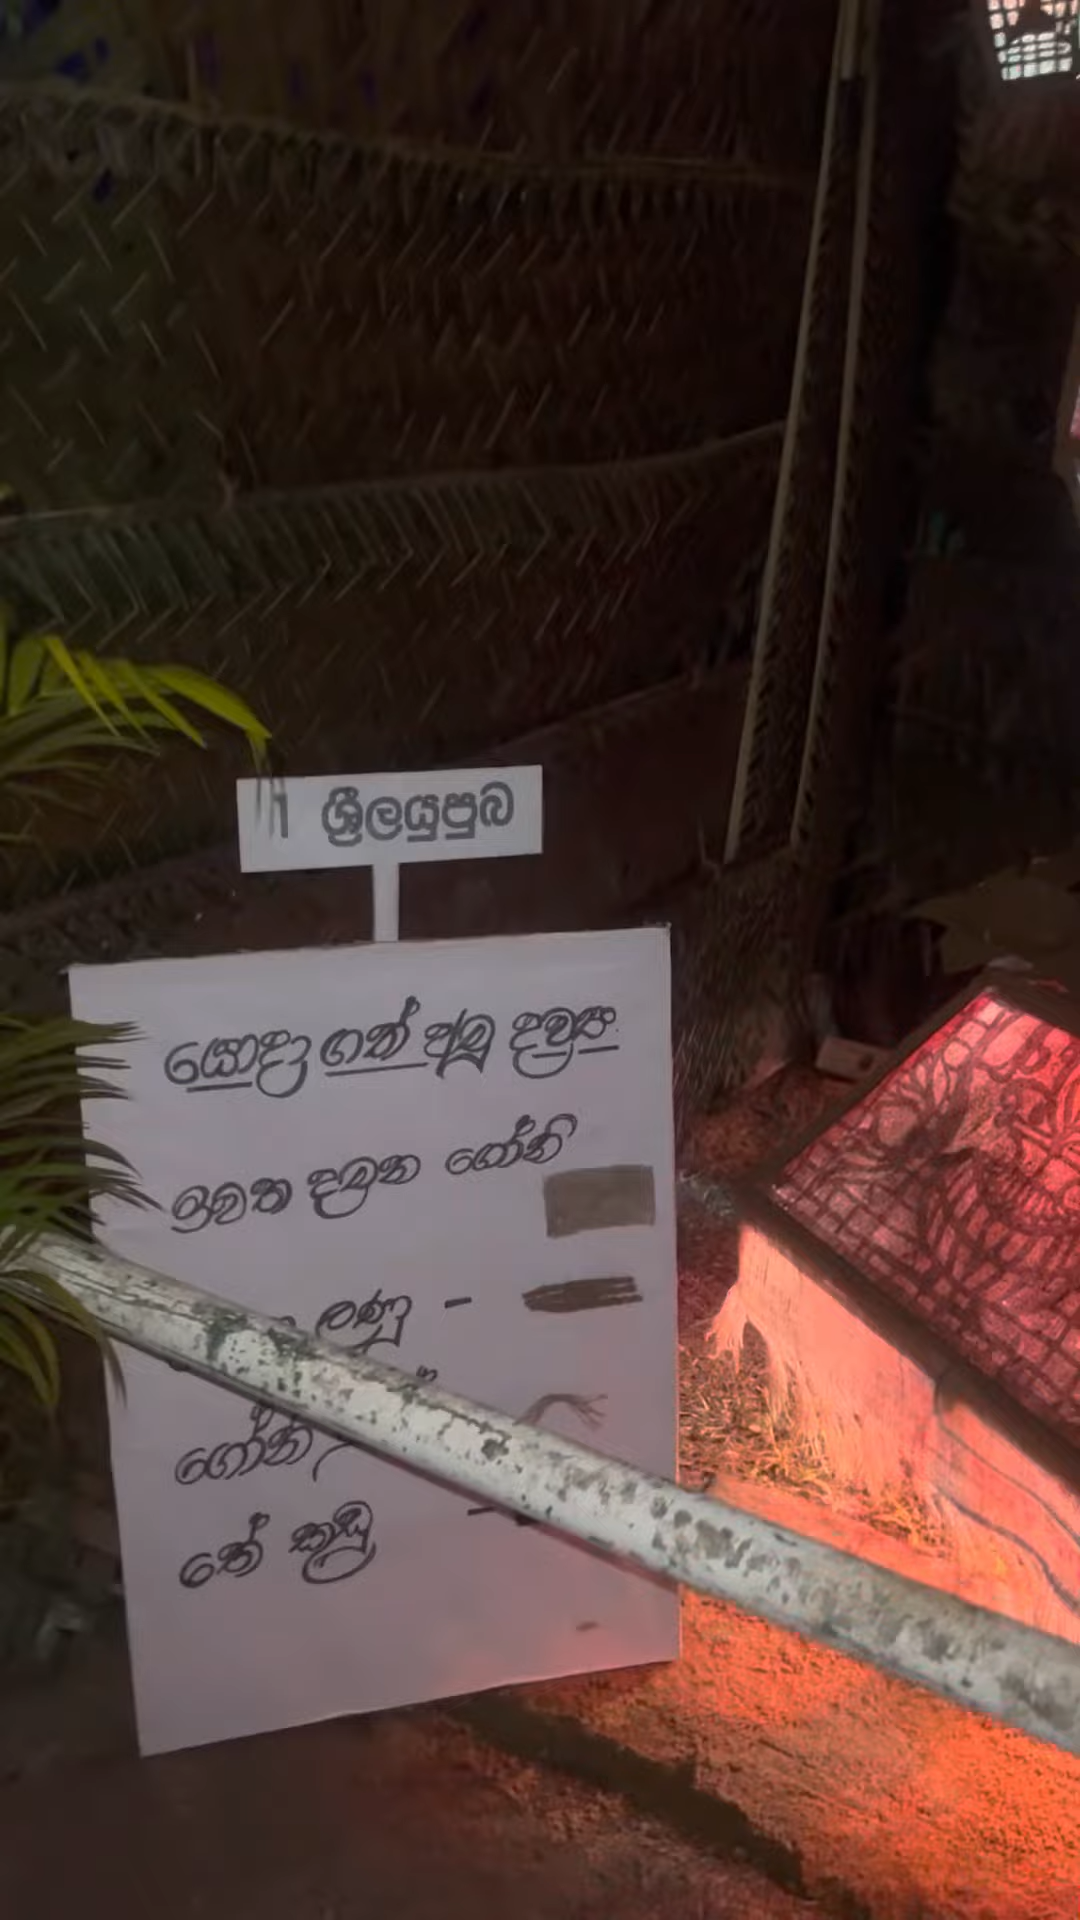 1 ශ්‍රීලයුපුබ
යොදා ගත් අමු ද්‍රව්‍ය
ඉවත දමන ගෝනි
ලණු -
ගෝනි
තේ කුඩු -